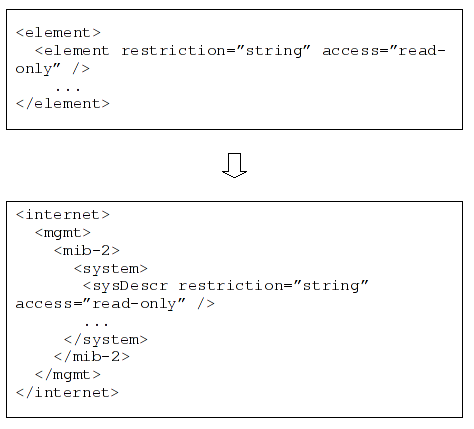 <element>
  <element restriction=”string” access=”read-
only” />
    ...
</element>
<internet>
  <mgmt>
    <mib-2>
      <system>
       <sysDescr restriction=”string”
access=”read-only” />
       ...
     </system>
    </mib-2>
  </mgmt>
</internet>